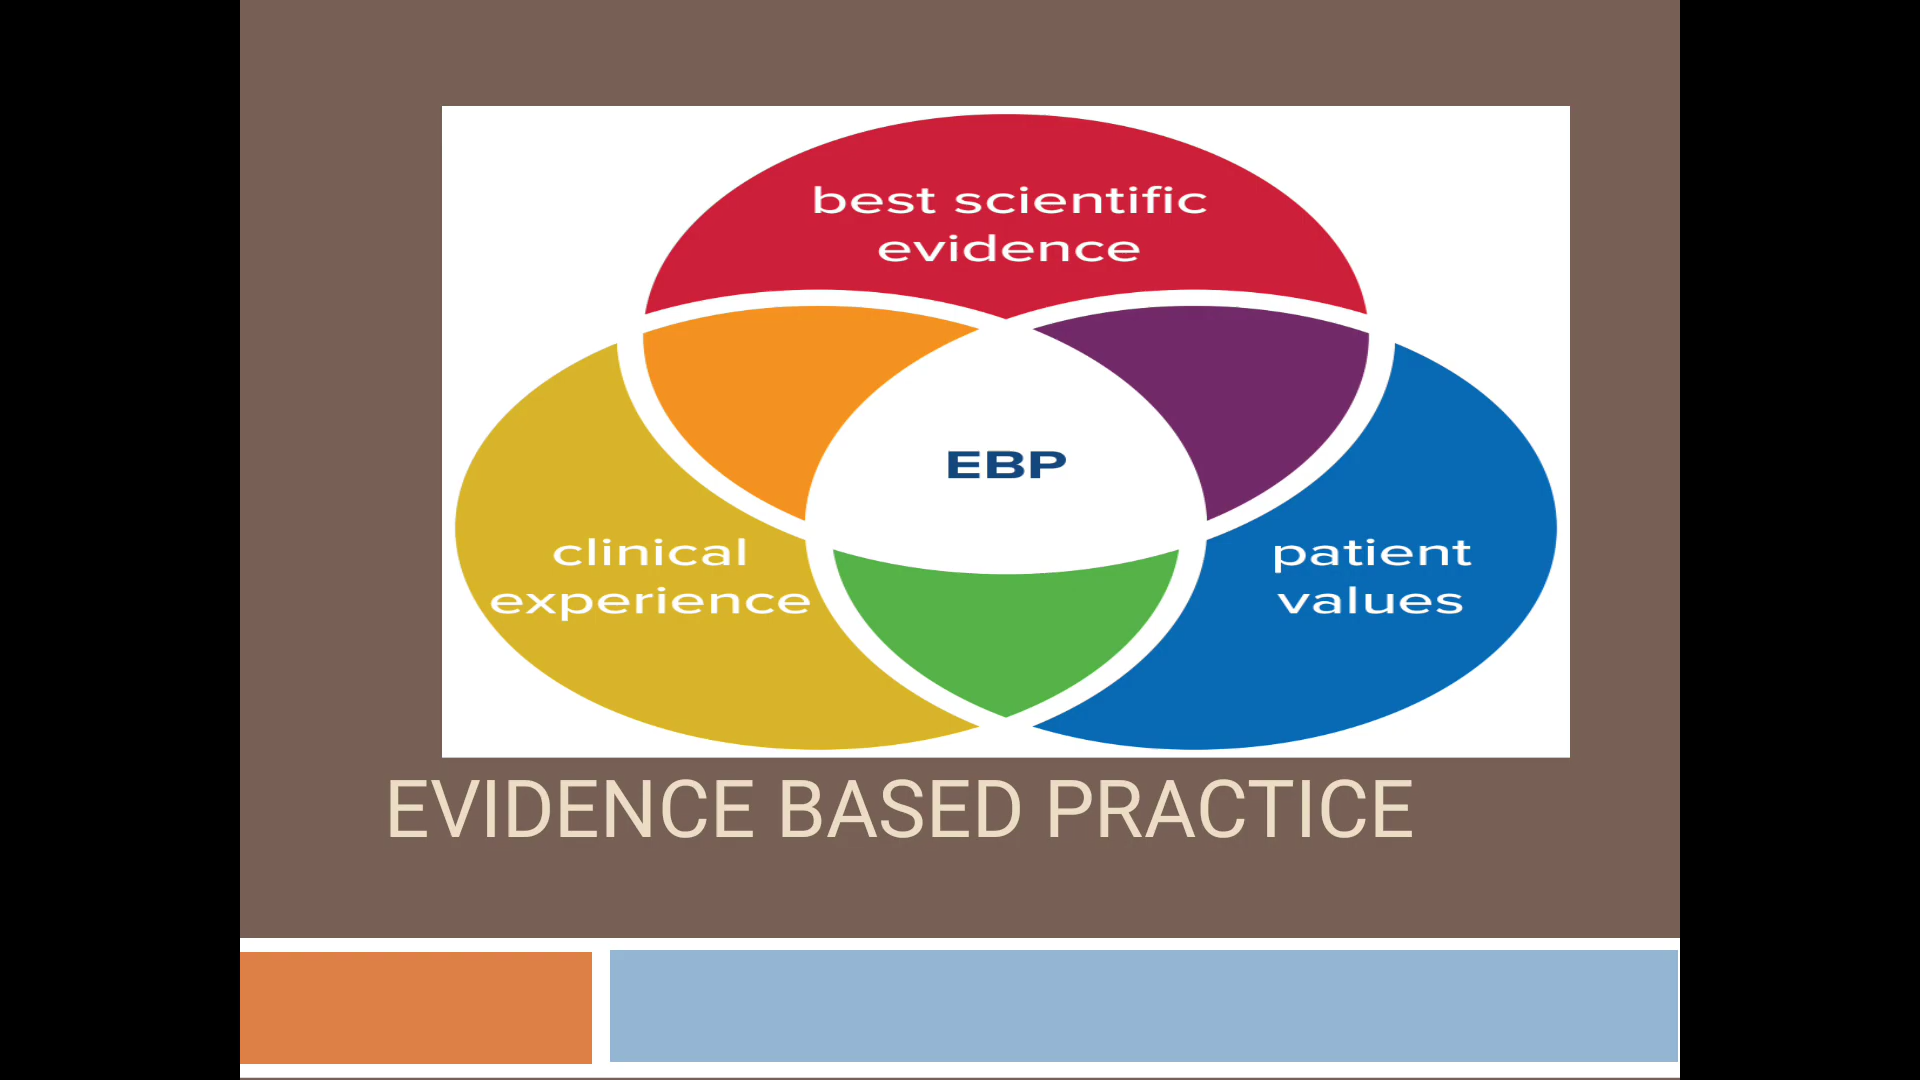 best scientific
evidence
EBP
clinical
experience
patient
values
EVIDENCE BASED PRACTICE